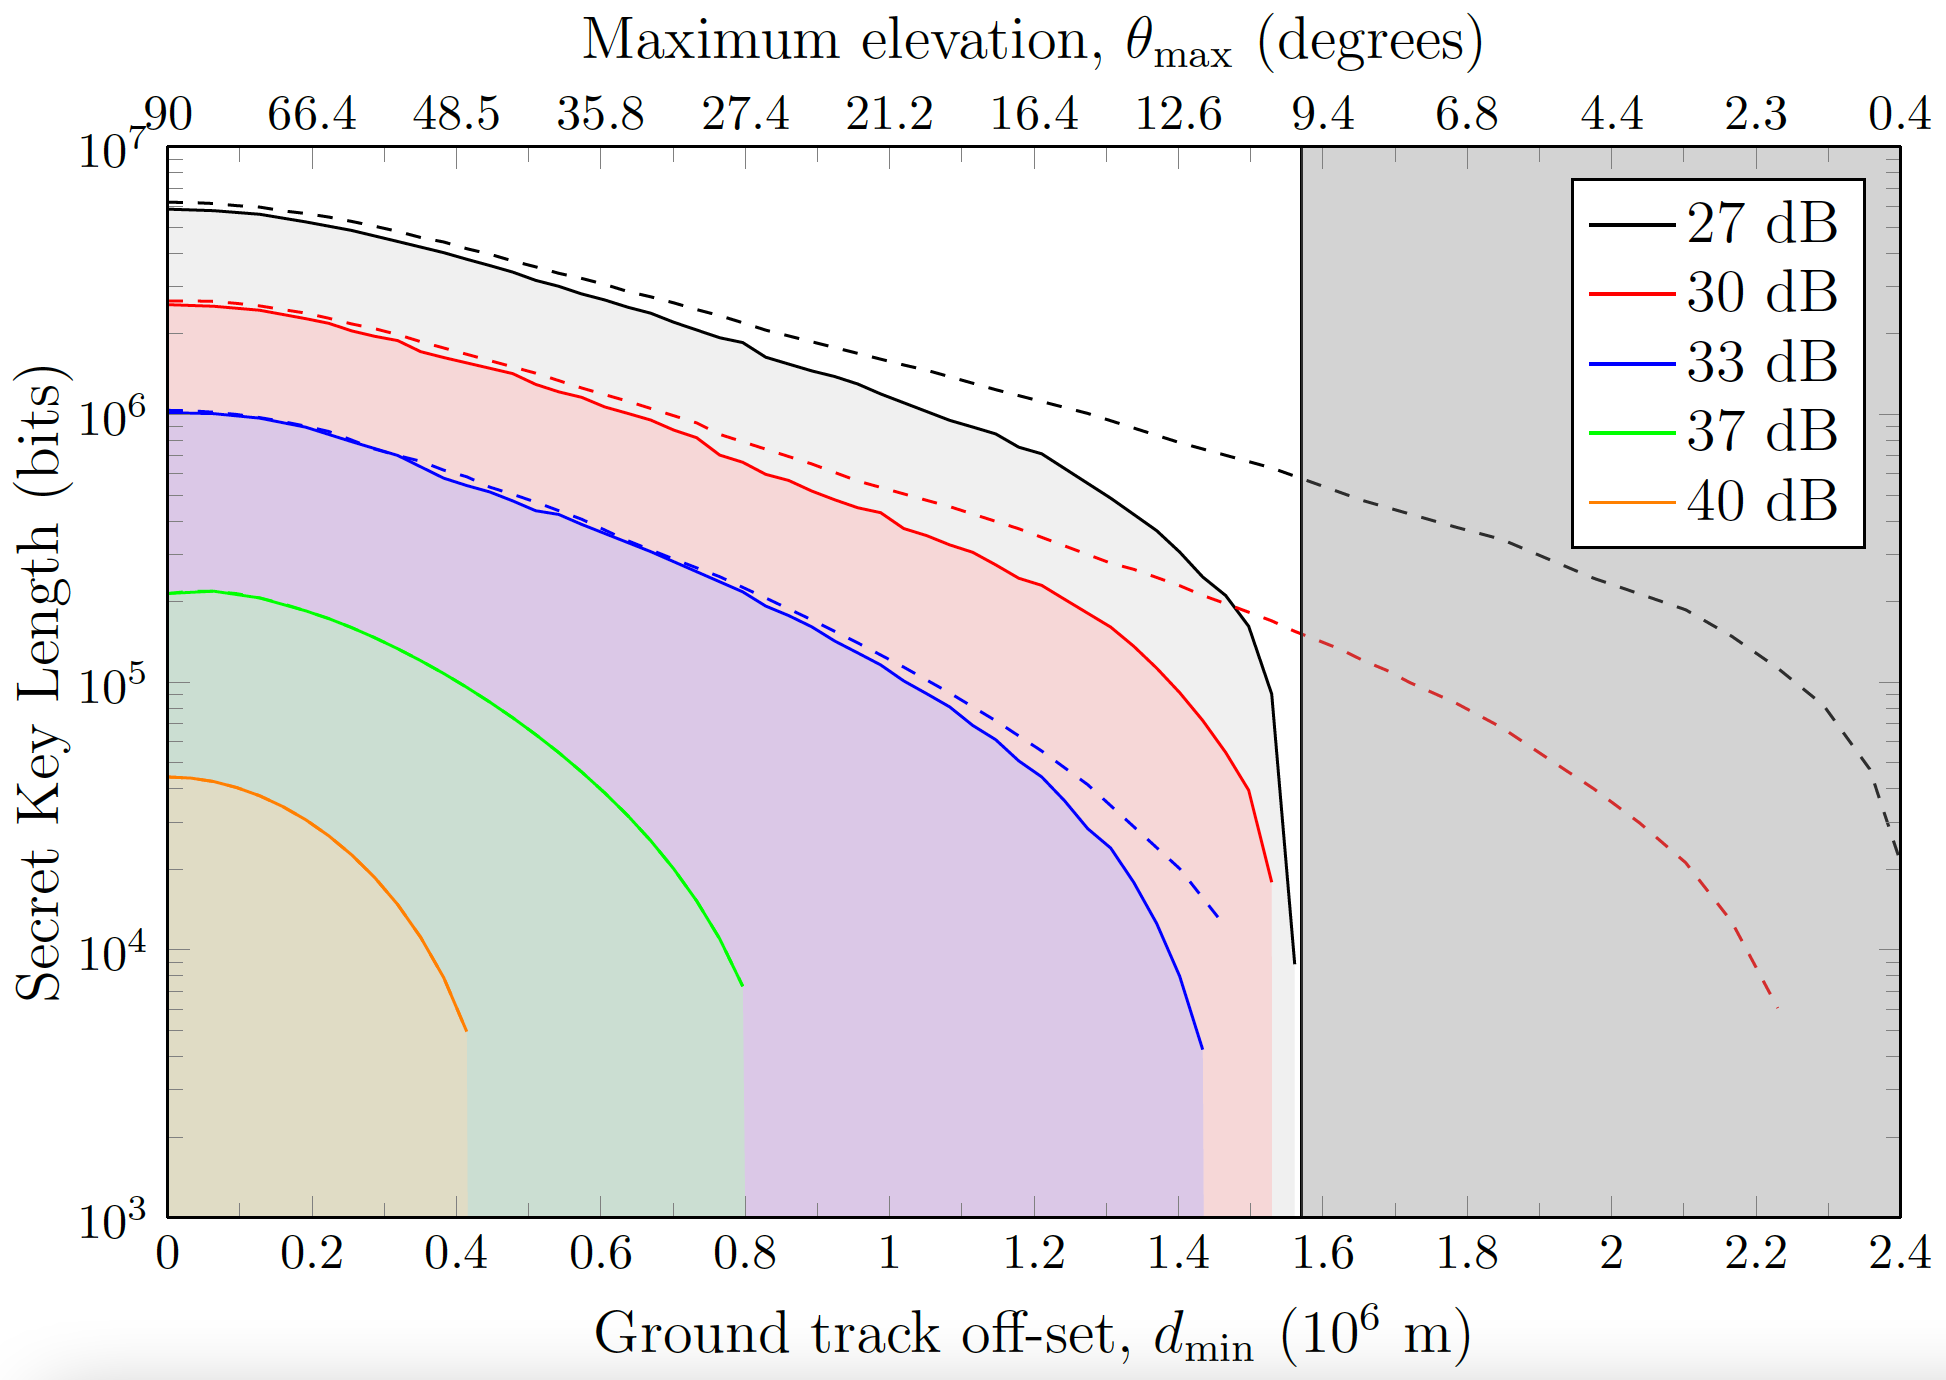 Maximum elevation, θmax (degrees)
90 66.4 48.5 35.8 27.4 21.2 16.4 12.6 9.4 6.8 4.4 2.3 0.4
10^7
27 dB
30 dB
33 dB
37 dB
40 dB
10^6
10^5
10^4
10^3
Secret Key Length (bits)
0 0.2 0.4 0.6 0.8 1 1.2 1.4 1.6 1.8 2 2.2 2.4
Ground track off-set, dmin (10^6 m)